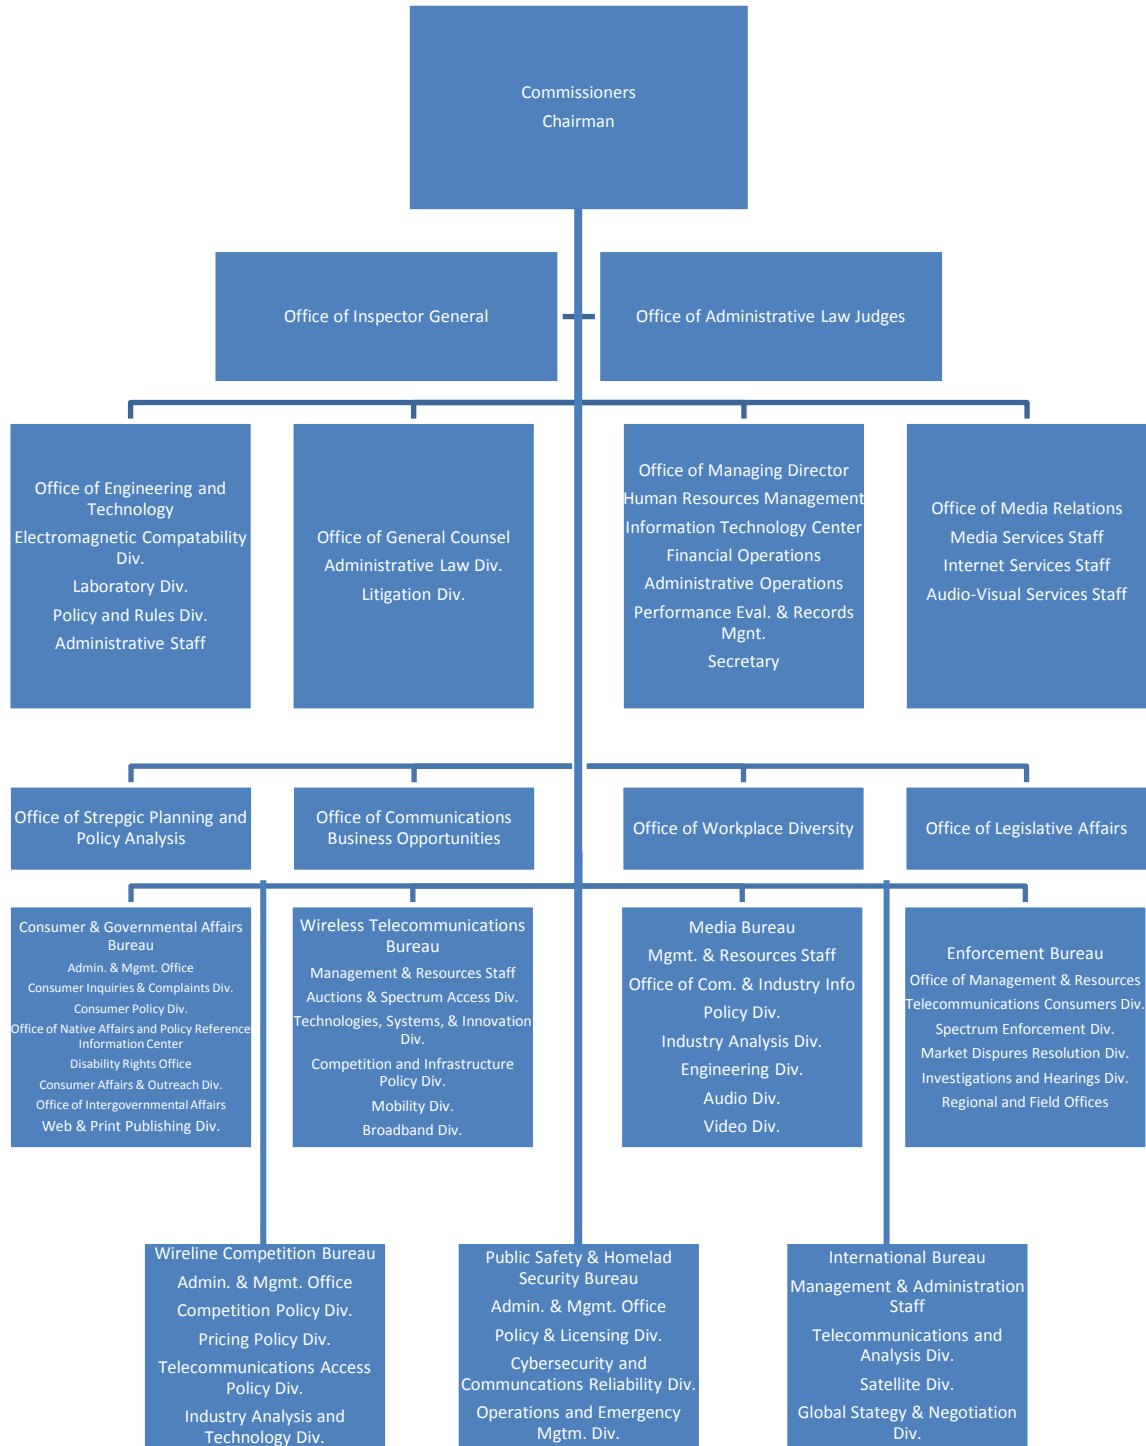 Commissioners
Chairman
Office of Inspector General
Office of Administrative Law Judges
Office of Engineering and
Technology
Electromagnetic Compatability
Div.
Laboratory Div.
Policy and Rules Div.
Administrative Staff
Office of General Counsel
Administrative Law Div.
Litigation Div.
Office of Managing Director
Human Resources Management
Information Technology Center
Financial Operations
Administrative Operations
Performance Eval. & Records
Mgnt.
Secretary
Office of Media Relations
Media Services Staff
Internet Services Staff
Audio-Visual Services Staff
Office of Strepgic Planning and
Policy Analysis
Office of Communications
Business Opportunities
Office of Workplace Diversity
Office of Legislative Affairs
Consumer & Governmental Affairs
Bureau
Admin. & Mgmt. Office
Consumer Inquiries & Complaints Div.
Consumer Policy Div.
Office of Native Affairs and Policy Reference
Information Center
Disability Rights Office
Consumer Affairs & Outreach Div.
Office of Intergovernmental Affairs
Web & Print Publishing Div.
Wireless Telecommunications
Bureau
Management & Resources Staff
Auctions & Spectrum Access Div.
Technologies, Systems, & Innovation
Div.
Competition and Infrastructure
Policy Div.
Mobility Div.
Broadband Div.
Media Bureau
Mgmt. & Resources Staff
Office of Com. & Industry Info
Policy Div.
Industry Analysis Div.
Engineering Div.
Audio Div.
Video Div.
Enforcement Bureau
Office of Management & Resources
Telecommunications Consumers Div.
Spectrum Enforcement Div.
Market Dispures Resolution Div.
Investigations and Hearings Div.
Regional and Field Offices
Wireline Competition Bureau
Admin. & Mgmt. Office
Competition Policy Div.
Pricing Policy Div.
Telecommunications Access
Policy Div.
Industry Analysis and
Technology Div.
Public Safety & Homelad
Security Bureau
Admin. & Mgmt. Office
Policy & Licensing Div.
Cybersecurity and
Communcations Reliability Div.
Operations and Emergency
Mgtm. Div.
International Bureau
Management & Administration
Staff
Telecommunications and
Analysis Div.
Satellite Div.
Global Stategy & Negotiation
Div.